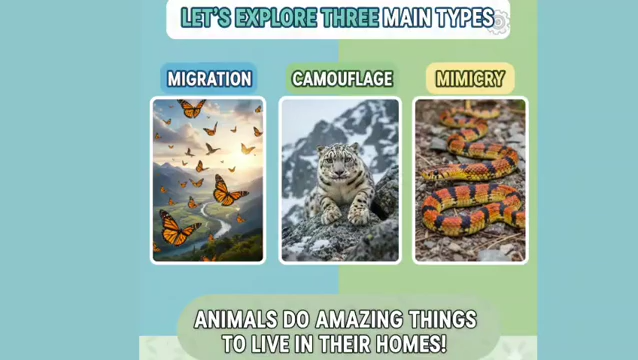 LET'S EXPLORE THREE MAIN TYPES
MIGRATION
CAMOUFLAGE
MIMICRY
ANIMALS DO AMAZING THINGS
TO LIVE IN THEIR HOMES!